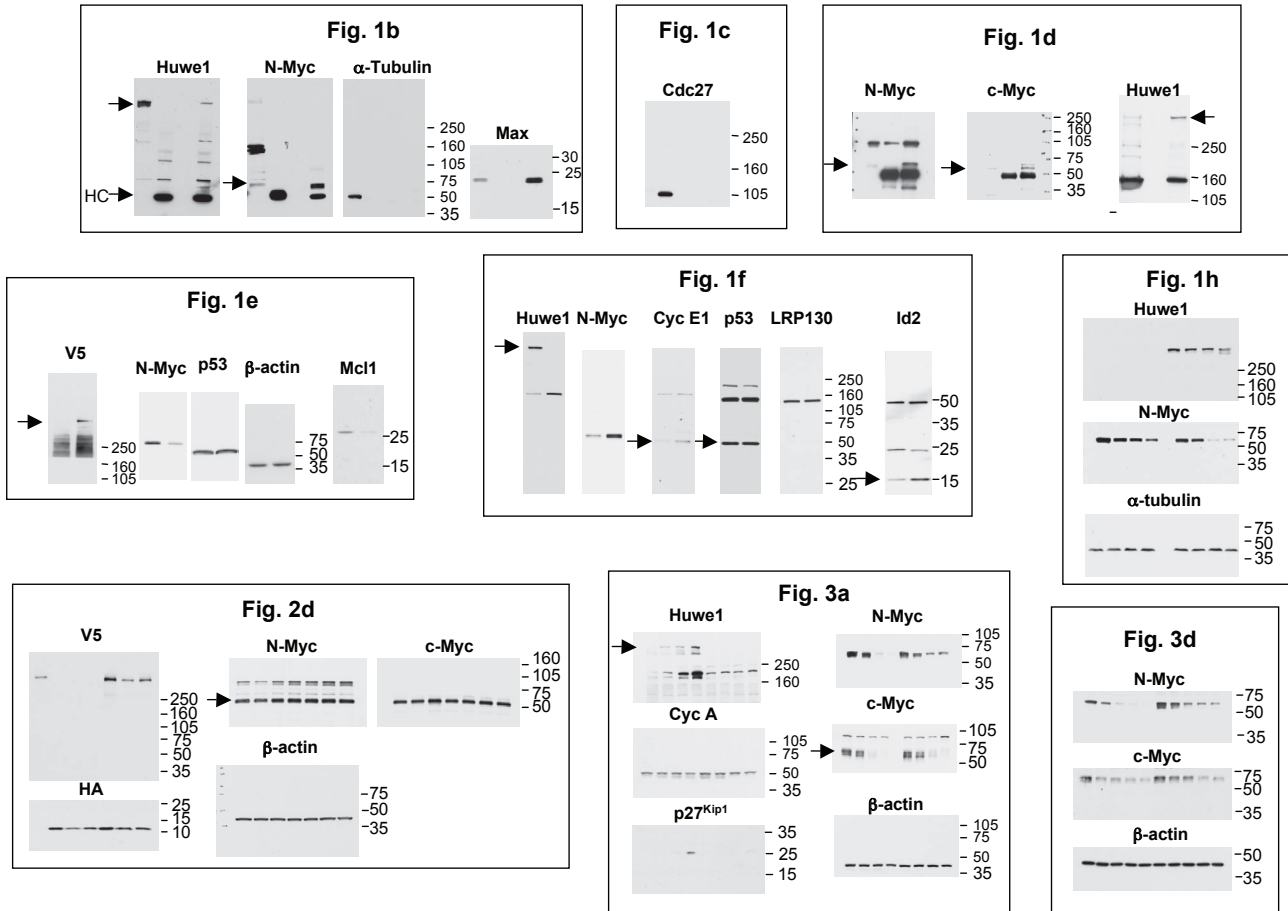 Fig. 1b
Huwe1
N-Myc
α-Tubulin
Max
HC
- 250
- 160
- 105
- 75
- 50
- 35
- 30
- 25
- 15
Fig. 1c
Cdc27
- 250
- 160
- 105
Fig. 1d
N-Myc
c-Myc
Huwe1
- 250
- 160
- 105
- 75
- 50
- 35
- 250
- 160
- 105
Fig. 1e
V5
N-Myc
p53
β-actin
Mcl1
- 250
- 160
- 105
- 75
- 50
- 35
- 25
- 15
Fig. 1f
Huwe1
N-Myc
Cyc E1
p53
LRP130
Id2
- 250
- 160
- 105
- 75
- 50
- 35
- 25
- 50
- 35
- 25
- 15
Fig. 1h
Huwe1
- 250
- 160
- 105
N-Myc
- 75
- 50
- 35
α-tubulin
- 75
- 50
- 35
Fig. 2d
V5
- 250
- 160
- 105
- 75
- 50
- 35
HA
- 25
- 15
- 10
N-Myc
c-Myc
160
- 105
- 75
- 50
β-actin
- 75
- 50
- 35
Fig. 3a
Huwe1
- 250
- 160
Cyc A
- 105
- 75
- 50
p27Kip1
- 35
- 25
- 15
N-Myc
- 105
- 75
- 50
- 35
c-Myc
- 105
- 75
- 50
β-actin
- 105
- 75
- 50
- 35
Fig. 3d
N-Myc
- 75
- 50
- 35
c-Myc
- 75
- 50
- 35
β-actin
- 50
- 35